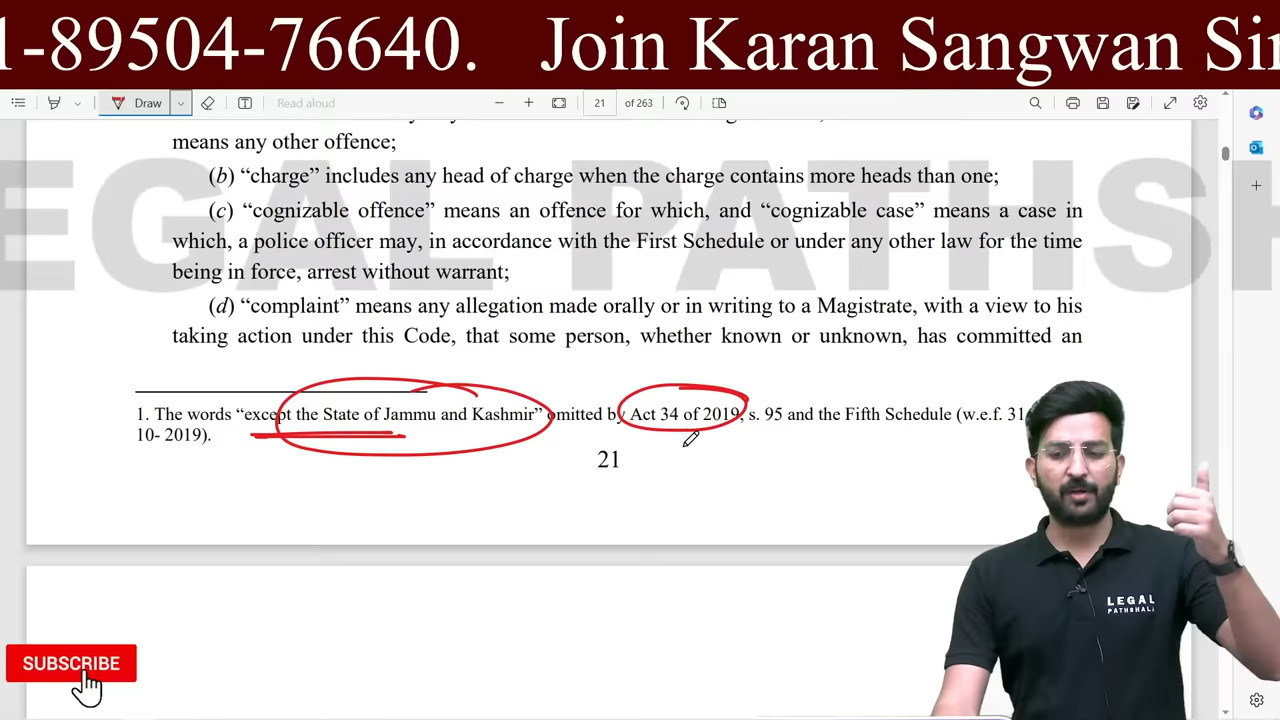 1-89504-76640. Join Karan Sangwan Sir
Draw
Read aloud
21 of 263
means any other offence;
(b) “charge” includes any head of charge when the charge contains more heads than one;
(c) “cognizable offence” means an offence for which, and “cognizable case” means a case in
which, a police officer may, in accordance with the First Schedule or under any other law for the time
being in force, arrest without warrant;
(d) “complaint” means any allegation made orally or in writing to a Magistrate, with a view to his
taking action under this Code, that some person, whether known or unknown, has committed an
EGAL PATHSH
1. The words “except the State of Jammu and Kashmir” omitted by Act 34 of 2019, s. 95 and the Fifth Schedule (w.e.f. 31
10- 2019).
21
LEGAL
PATHSHALA
SUBSCRIBE